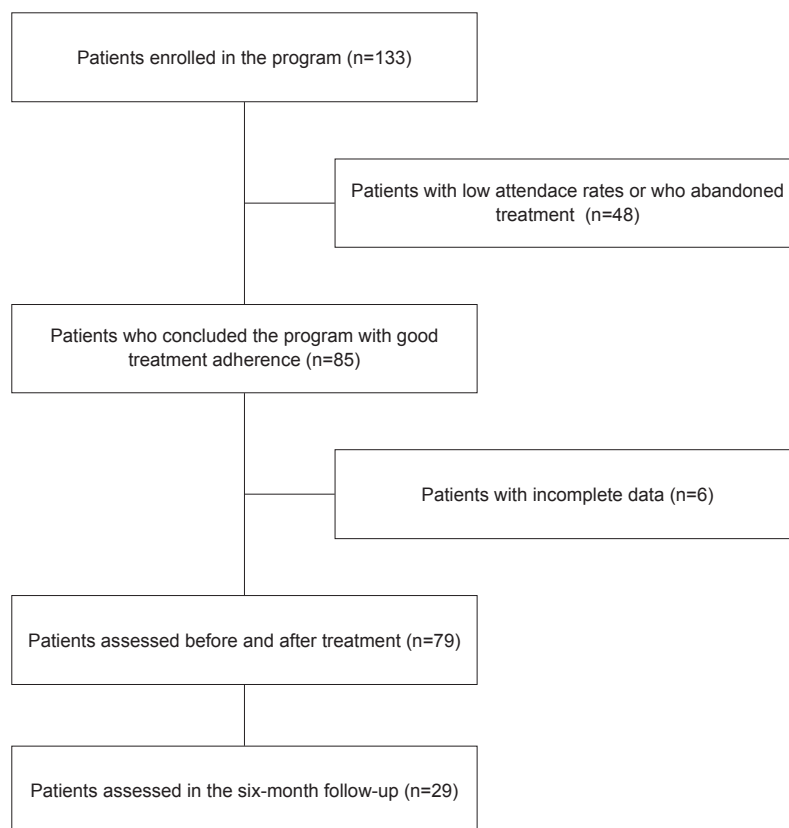 Patients enrolled in the program (n=133)
Patients with low attendace rates or who abandoned
treatment (n=48)
Patients who concluded the program with good
treatment adherence (n=85)
Patients with incomplete data (n=6)
Patients assessed before and after treatment (n=79)
Patients assessed in the six-month follow-up (n=29)